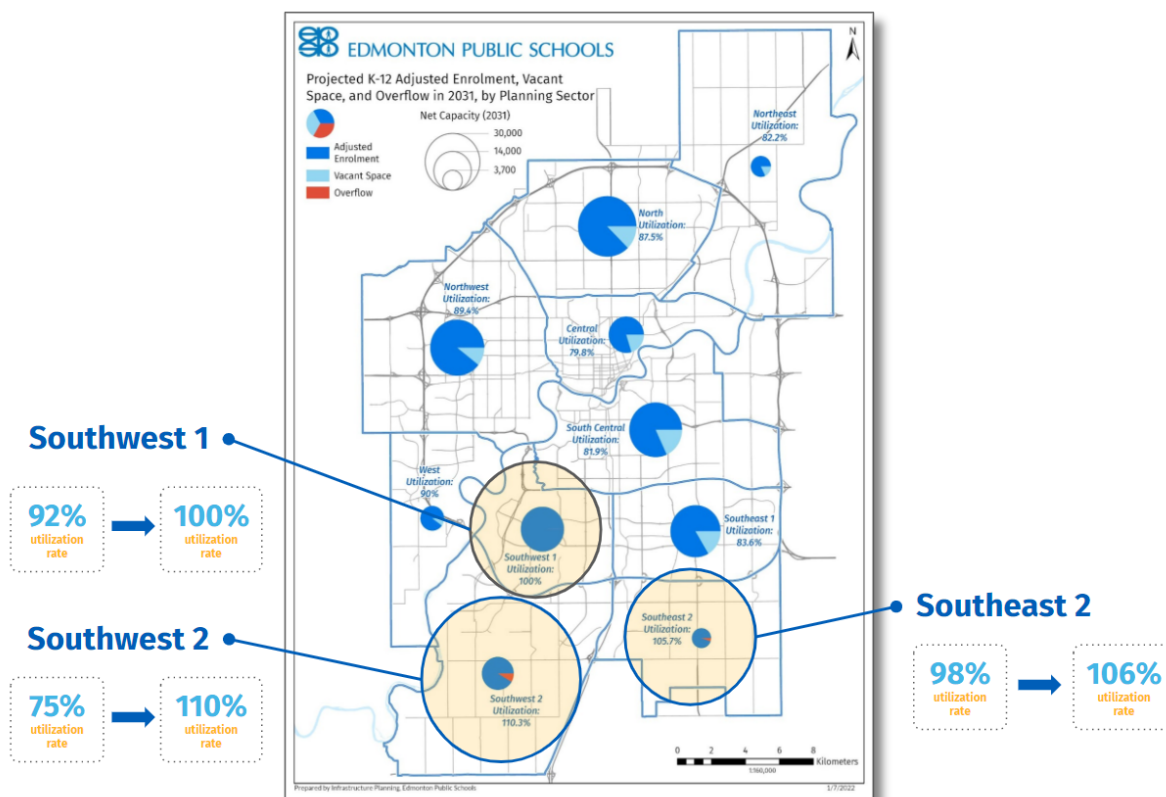 EDMONTON PUBLIC SCHOOLS
N
Projected K-12 Adjusted Enrolment, Vacant
Space, and Overflow in 2031, by Planning Sector
Net Capacity (2031)
30,000
14,000
3,700
Adjusted
Enrolment
Vacant Space
Overflow
Northeast
Utilization:
82.2%
North
Utilization:
87.5%
Northwest
Utilization:
89.4%
Central
Utilization:
79.8%
South Central
Utilization:
81.9%
West
Utilization:
90%
Southeast 1
Utilization:
83.6%
Southwest 1
Utilization:
100%
Southeast 2
Utilization:
105.7%
Southwest 2
Utilization:
110.3%
Southwest 1
92%
utilization
rate
100%
utilization
rate
Southwest 2
75%
utilization
rate
110%
utilization
rate
Southeast 2
98%
utilization
rate
106%
utilization
rate
0 2 4 6 8
Kilometers
1:160,000
Prepared by Infrastructure Planning, Edmonton Public Schools
1/7/2022